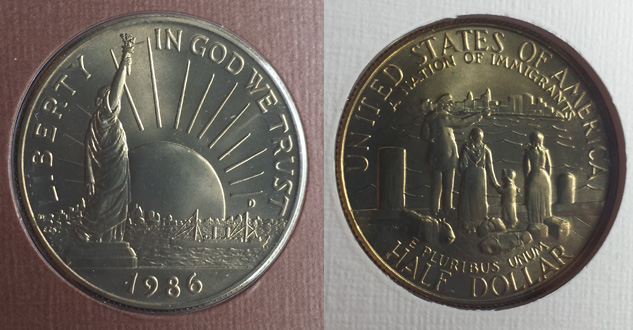 LIBERTY
IN GOD WE TRUST
D
1986
UNITED STATES OF AMERICA
A NATION OF IMMIGRANTS
E PLURIBUS UNUM
HALF DOLLAR